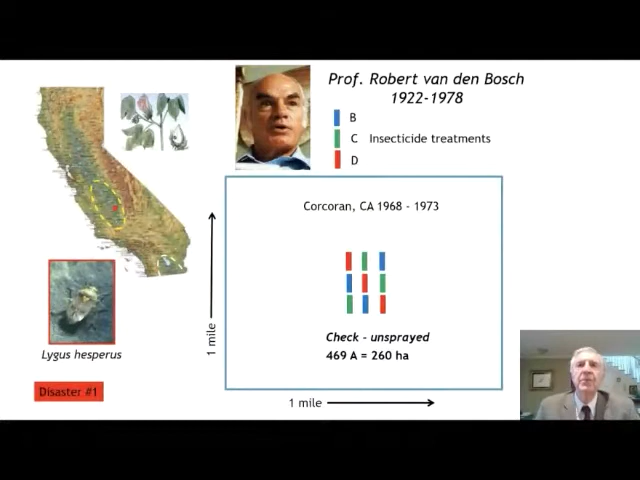 Prof. Robert van den Bosch
1922-1978
B
C Insecticide treatments
D
Corcoran, CA 1968 - 1973
Check - unsprayed
469 A = 260 ha
1 mile
1 mile
Lygus hesperus
Disaster #1